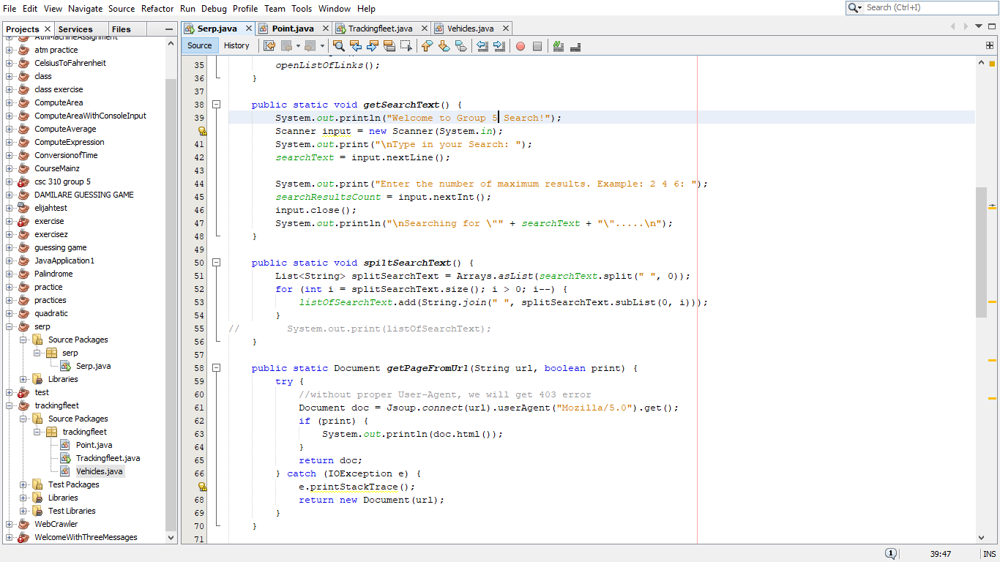 File Edit View Navigate Source Refactor Run Debug Profile Team Tools Window Help
Search (Ctrl+I)
Projects Services Files
AtmMachineAssignment
atm practice
CelsiusToFahrenheit
class
class exercise
ComputeArea
ComputeAreaWithConsoleInput
ComputeAverage
ComputeExpression
ConversionofTime
CourseMainz
csc 310 group 5
DAMILARE GUESSING GAME
elijahtest
exercise
exercisez
guessing game
JavaApplication1
Palindrome
practice
practices
quadratic
serp
Source Packages
serp
Serp.java
Libraries
test
trackingfleet
Source Packages
trackingfleet
Point.java
Trackingfleet.java
Vehicles.java
Test Packages
Libraries
Test Libraries
WebCrawler
WelcomeWithThreeMessages
Serp.java Point.java Trackingfleet.java Vehicles.java
Source History
35 openListOfLinks();
36 }
37
38 public static void getSearchText() {
39 System.out.println("Welcome to Group 5 Search!");
Scanner input = new Scanner(System.in);
41 System.out.print("\nType in your Search: ");
42 searchText = input.nextLine();
43
44 System.out.print("Enter the number of maximum results. Example: 2 4 6: ");
45 searchResultsCount = input.nextInt();
46 input.close();
47 System.out.println("\nSearching for \"" + searchText + "\".....\n");
48 }
49
50 public static void spiltSearchText() {
51 List<String> splitSearchText = Arrays.asList(searchText.split(" ", 0));
52 for (int i = splitSearchText.size(); i > 0; i--) {
53 listOfSearchText.add(String.join(" ", splitSearchText.subList(0, i)));
54 }
55 // System.out.print(listOfSearchText);
56 }
57
58 public static Document getPageFromUrl(String url, boolean print) {
59 try {
60 //without proper User-Agent, we will get 403 error
61 Document doc = Jsoup.connect(url).userAgent("Mozilla/5.0").get();
62 if (print) {
63 System.out.println(doc.html());
64 }
65 return doc;
66 } catch (IOException e) {
e.printStackTrace();
68 return new Document(url);
69 }
70 }
71
1 39:47 INS